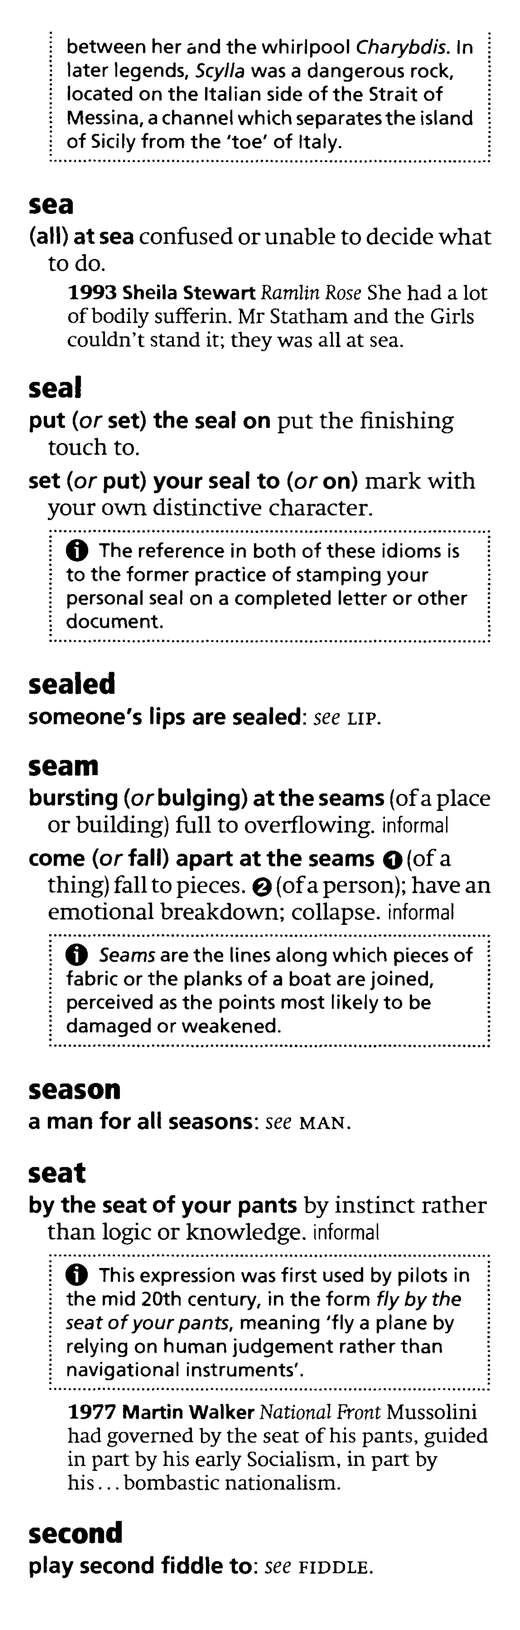 between her and the whirlpool Charybdis. In
later legends, Scylla was a dangerous rock,
located on the Italian side of the Strait of
Messina, a channel which separates the island
of Sicily from the ‘toe’ of Italy.
sea
(all) at sea confused or unable to decide what
to do.
1993 Sheila Stewart Ramlin Rose She had a lot
of bodily sufferin. Mr Statham and the Girls
couldn't stand it; they was all at sea.
seal
put (or set) the seal on put the finishing
touch to.
set (or put) your seal to (or on) mark with
your own distinctive character.
ℹ The reference in both of these idioms is
to the former practice of stamping your
personal seal on a completed letter or other
document.
sealed
someone's lips are sealed: see LIP.
seam
bursting (or bulging) at the seams (of a place
or building) full to overflowing. informal
come (or fall) apart at the seams ❶ (of a
thing) fall to pieces. ❷ (of a person); have an
emotional breakdown; collapse. informal
ℹ Seams are the lines along which pieces of
fabric or the planks of a boat are joined,
perceived as the points most likely to be
damaged or weakened.
season
a man for all seasons: see MAN.
seat
by the seat of your pants by instinct rather
than logic or knowledge. informal
ℹ This expression was first used by pilots in
the mid 20th century, in the form fly by the
seat of your pants, meaning ‘fly a plane by
relying on human judgement rather than
navigational instruments’.
1977 Martin Walker National Front Mussolini
had governed by the seat of his pants, guided
in part by his early Socialism, in part by
his... bombastic nationalism.
second
play second fiddle to: see FIDDLE.